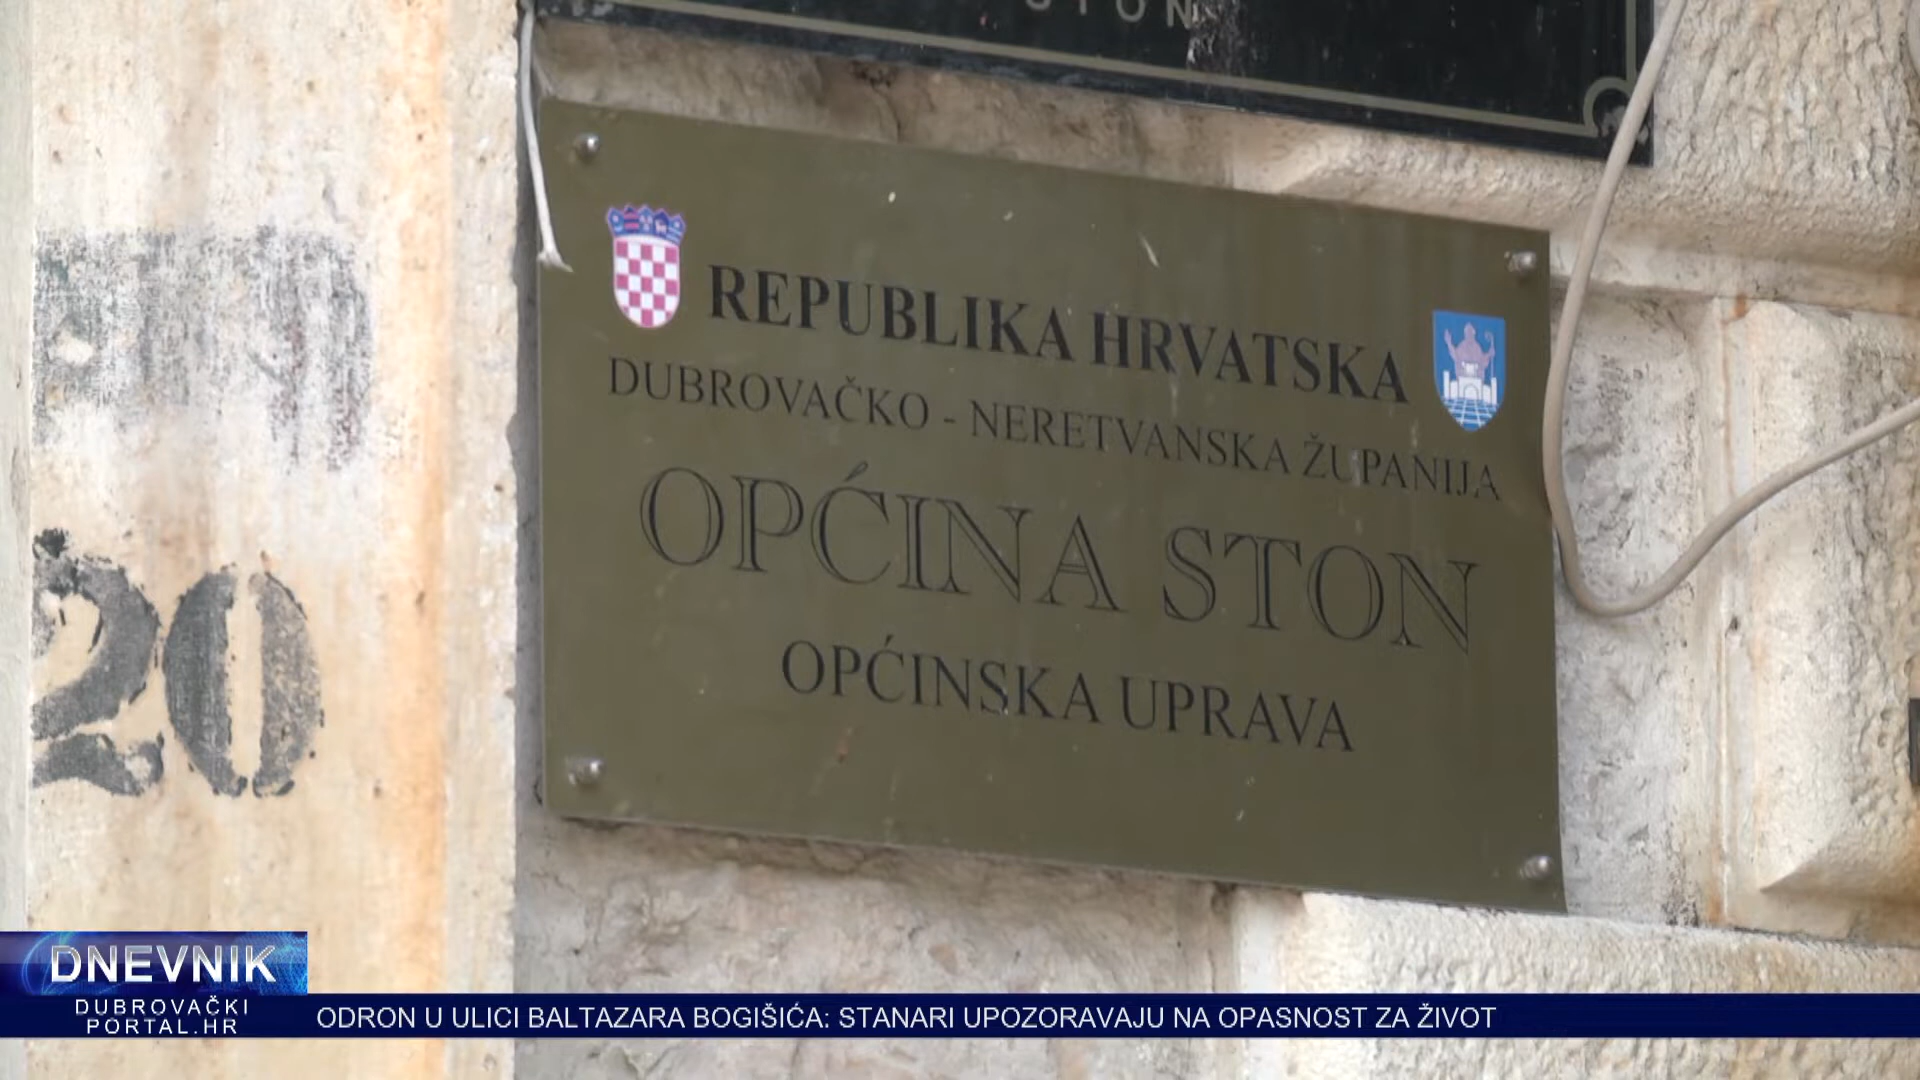 STON
REPUBLIKA HRVATSKA
DUBROVAČKO - NERETVANSKA ŽUPANIJA
OPĆINA STON
OPĆINSKA UPRAVA
20
DNEVNIK
DUBROVAČKI
PORTAL.HR
ODRON U ULICI BALTAZARA BOGIŠIĆA: STANARI UPOZORAVAJU NA OPASNOST ZA ŽIVOT